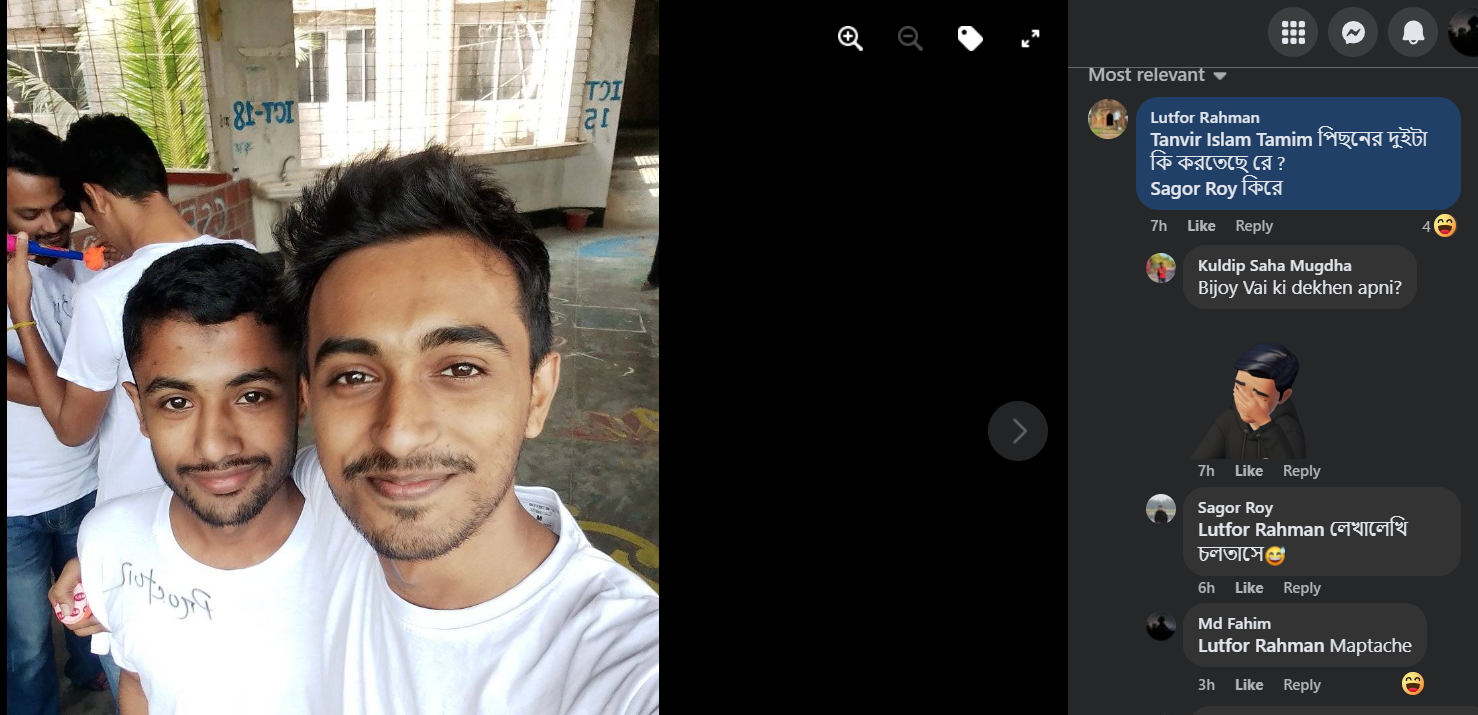 ICT-18
ICT
15
CSE
Proctor
M
Most relevant
Lutfor Rahman
Tanvir Islam Tamim পিছনের দুইটা
কি করতেছে রে ?
Sagor Roy কিরে
7h Like Reply 4
Kuldip Saha Mugdha
Bijoy Vai ki dekhen apni?
7h Like Reply
Sagor Roy
Lutfor Rahman লেখালেখি
চলতাসে😅
6h Like Reply
Md Fahim
Lutfor Rahman Maptache
3h Like Reply